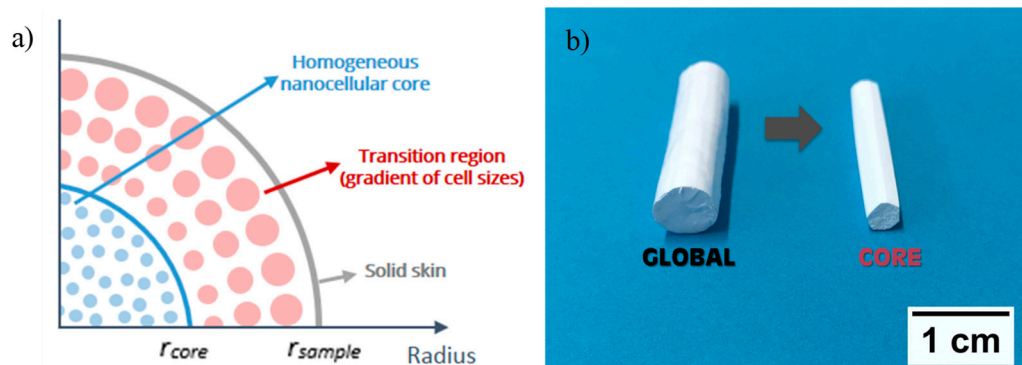 a)
Homogeneous
nanocellular core
Transition region
(gradient of cell sizes)
Solid skin
r core
r sample
Radius
b)
GLOBAL
CORE
1 cm